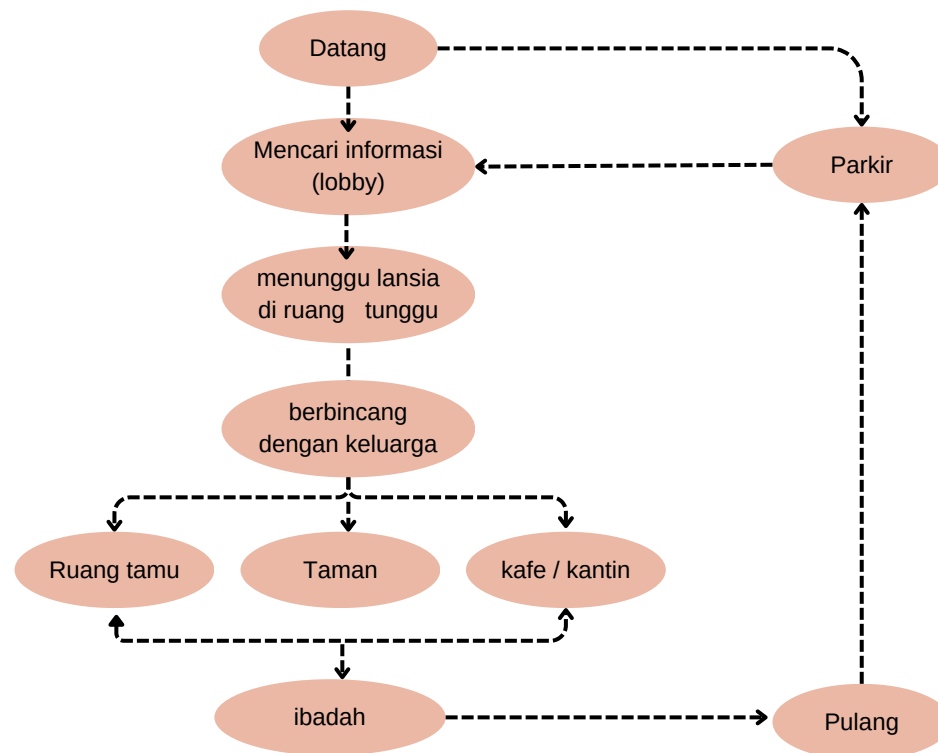 Datang
Mencari informasi
(lobby)
Parkir
menunggu lansia
di ruang   tunggu
berbincang
dengan keluarga
Ruang tamu
Taman
kafe / kantin
ibadah
Pulang